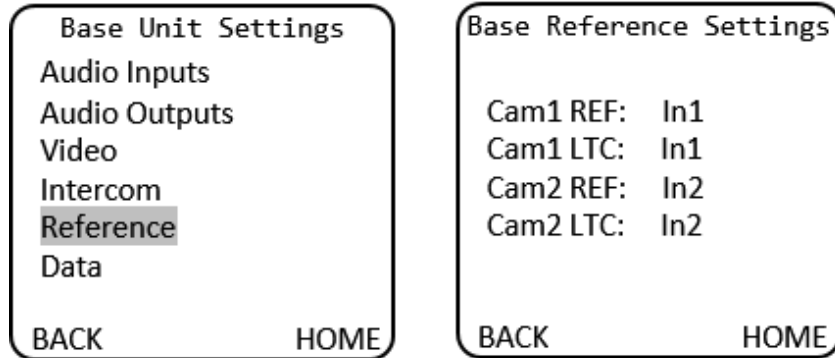 Base Unit Settings
Audio Inputs
Audio Outputs
Video
Intercom
Reference
Data
BACK HOME
Base Reference Settings
Cam1 REF: In1
Cam1 LTC: In1
Cam2 REF: In2
Cam2 LTC: In2
BACK HOME